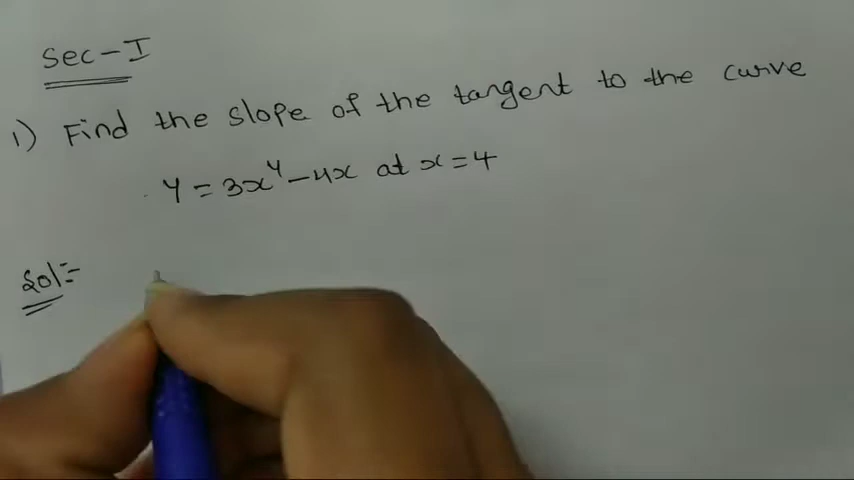 Sec-I
1) Find the slope of the tangent to the curve
y = 3x⁴ - 4x at x = 4
Sol:-